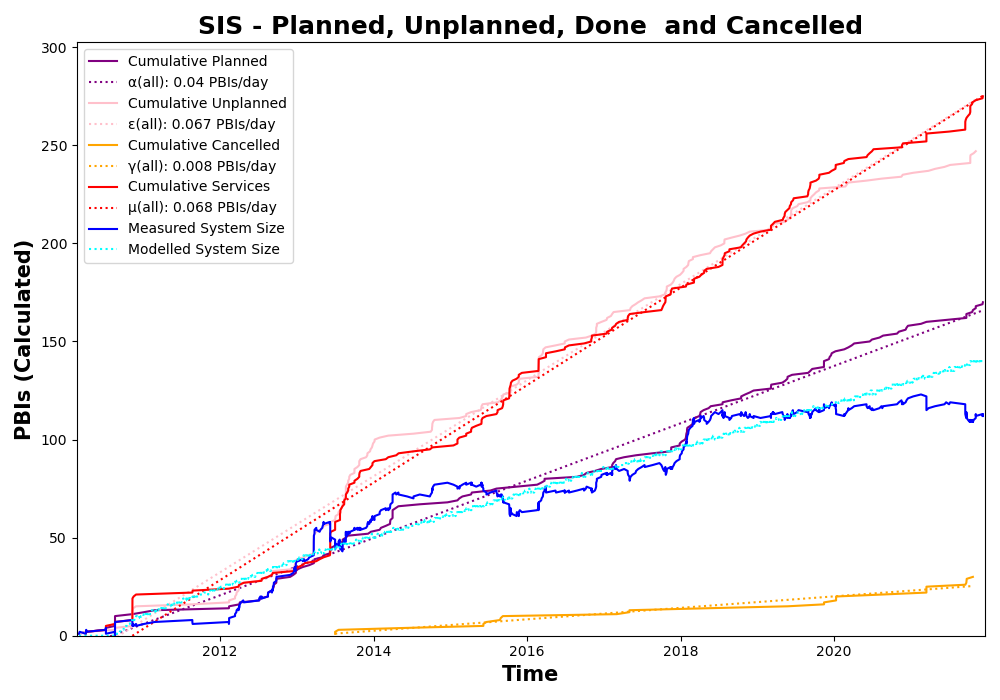 SIS - Planned, Unplanned, Done  and Cancelled
PBIs (Calculated)
300
250
200
150
100
50
0
Cumulative Planned
α(all): 0.04 PBIs/day
Cumulative Unplanned
ε(all): 0.067 PBIs/day
Cumulative Cancelled
γ(all): 0.008 PBIs/day
Cumulative Services
μ(all): 0.068 PBIs/day
Measured System Size
Modelled System Size
2012 2014 2016 2018 2020
Time